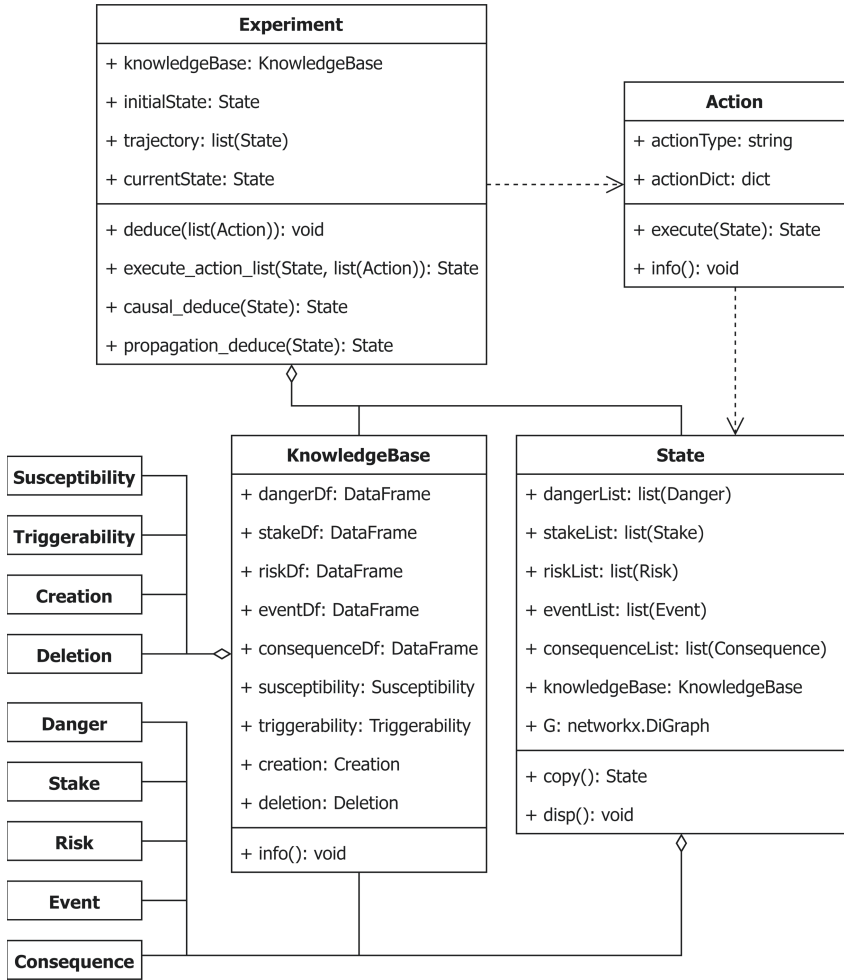 Experiment
+ knowledgeBase: KnowledgeBase
+ initialState: State
+ trajectory: list(State)
+ currentState: State
+ deduce(list(Action)): void
+ execute_action_list(State, list(Action)): State
+ causal_deduce(State): State
+ propagation_deduce(State): State
Action
+ actionType: string
+ actionDict: dict
+ execute(State): State
+ info(): void
Susceptibility
Triggerability
Creation
Deletion
Danger
Stake
Risk
Event
Consequence
KnowledgeBase
+ dangerDf: DataFrame
+ stakeDf: DataFrame
+ riskDf: DataFrame
+ eventDf: DataFrame
+ consequenceDf: DataFrame
+ susceptibility: Susceptibility
+ triggerability: Triggerability
+ creation: Creation
+ deletion: Deletion
+ info(): void
State
+ dangerList: list(Danger)
+ stakeList: list(Stake)
+ riskList: list(Risk)
+ eventList: list(Event)
+ consequenceList: list(Consequence)
+ knowledgeBase: KnowledgeBase
+ G: networkx.DiGraph
+ copy(): State
+ disp(): void